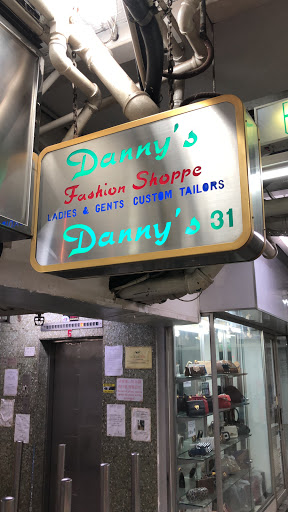 Danny's
Fashion Shoppe
LADIES & GENTS CUSTOM TAILORS
Danny's 31